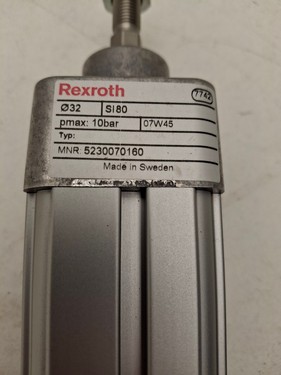 Rexroth 7742
Ø32 SI80
pmax: 10bar 07W45
Typ:
MNR: 5230070160
Made in Sweden